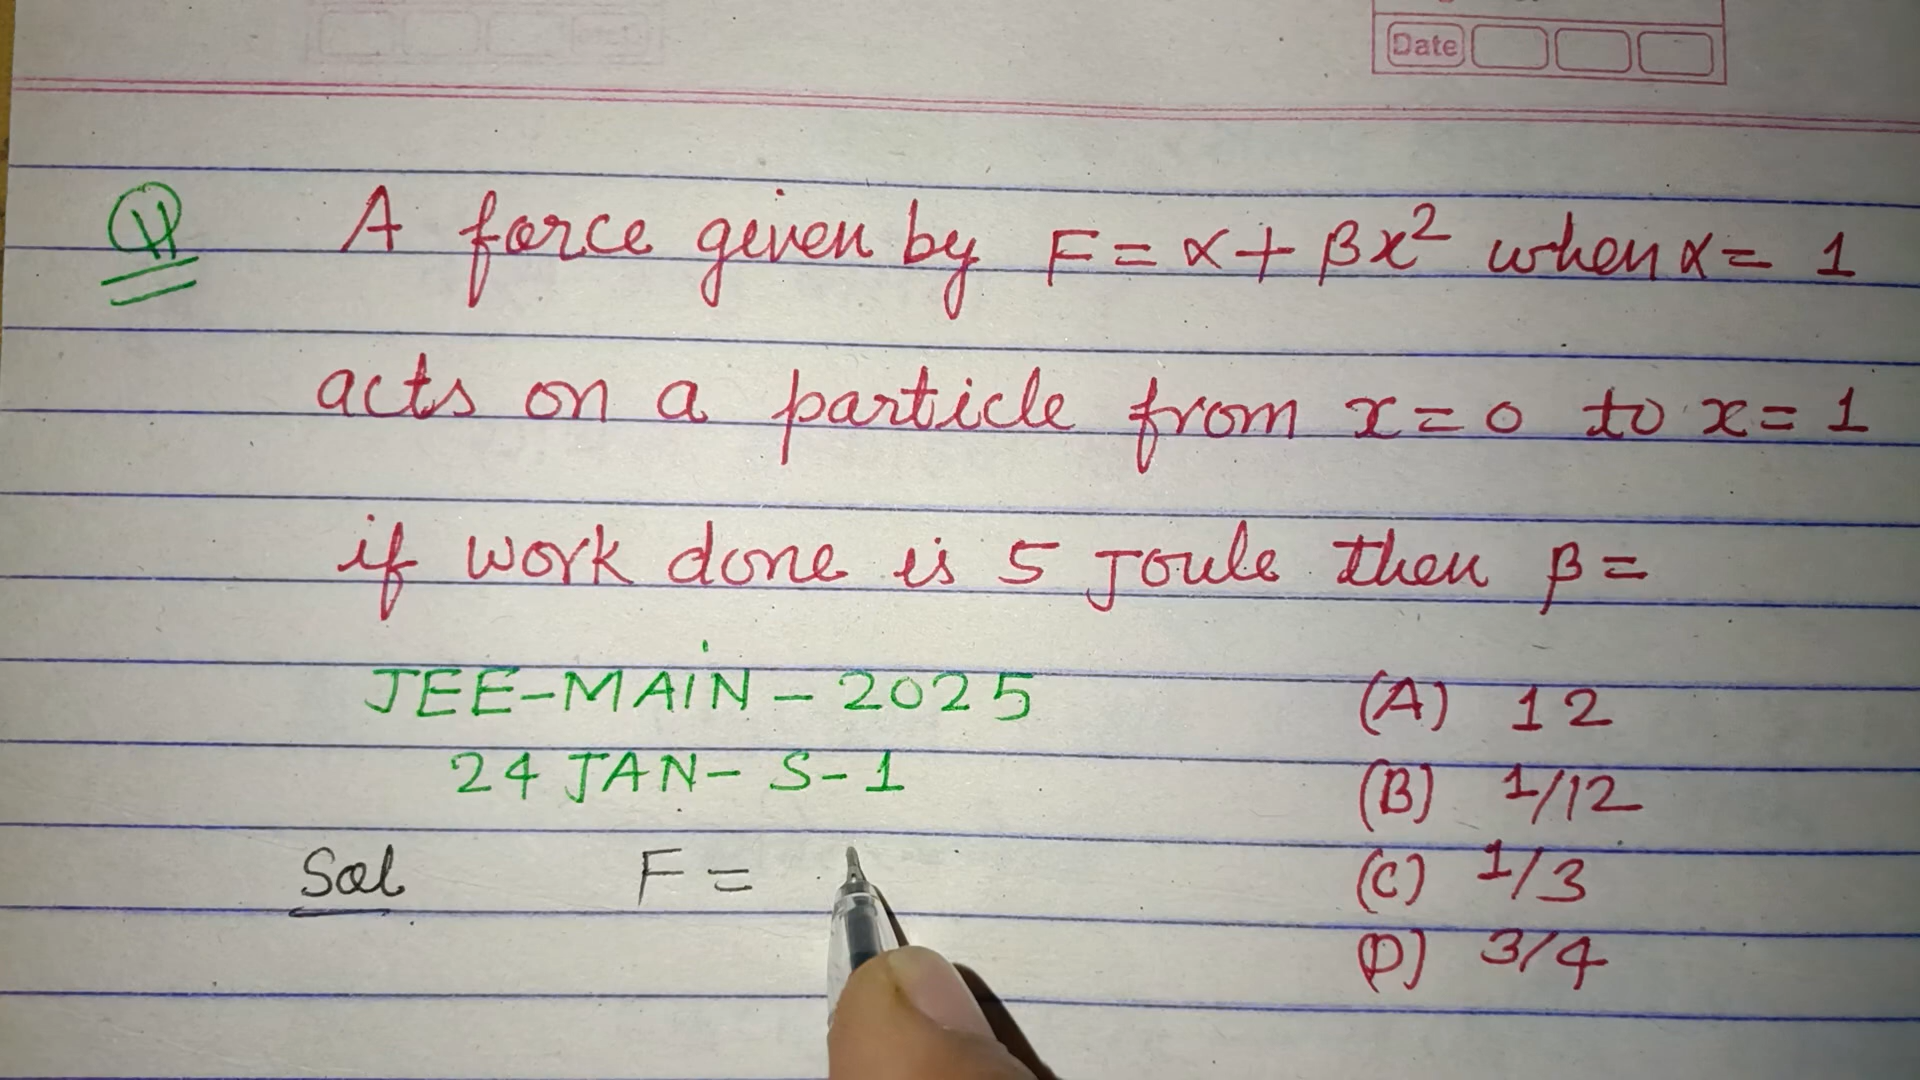 Date
Q A force given by F = α + βx² when α = 1
acts on a particle from x = 0 to x = 1
if work done is 5 Joule then β =
JEE-MAIN-2025
24 JAN-S-1
(A) 12
(B) 1/12
(C) 1/3
(D) 3/4
Sol F =